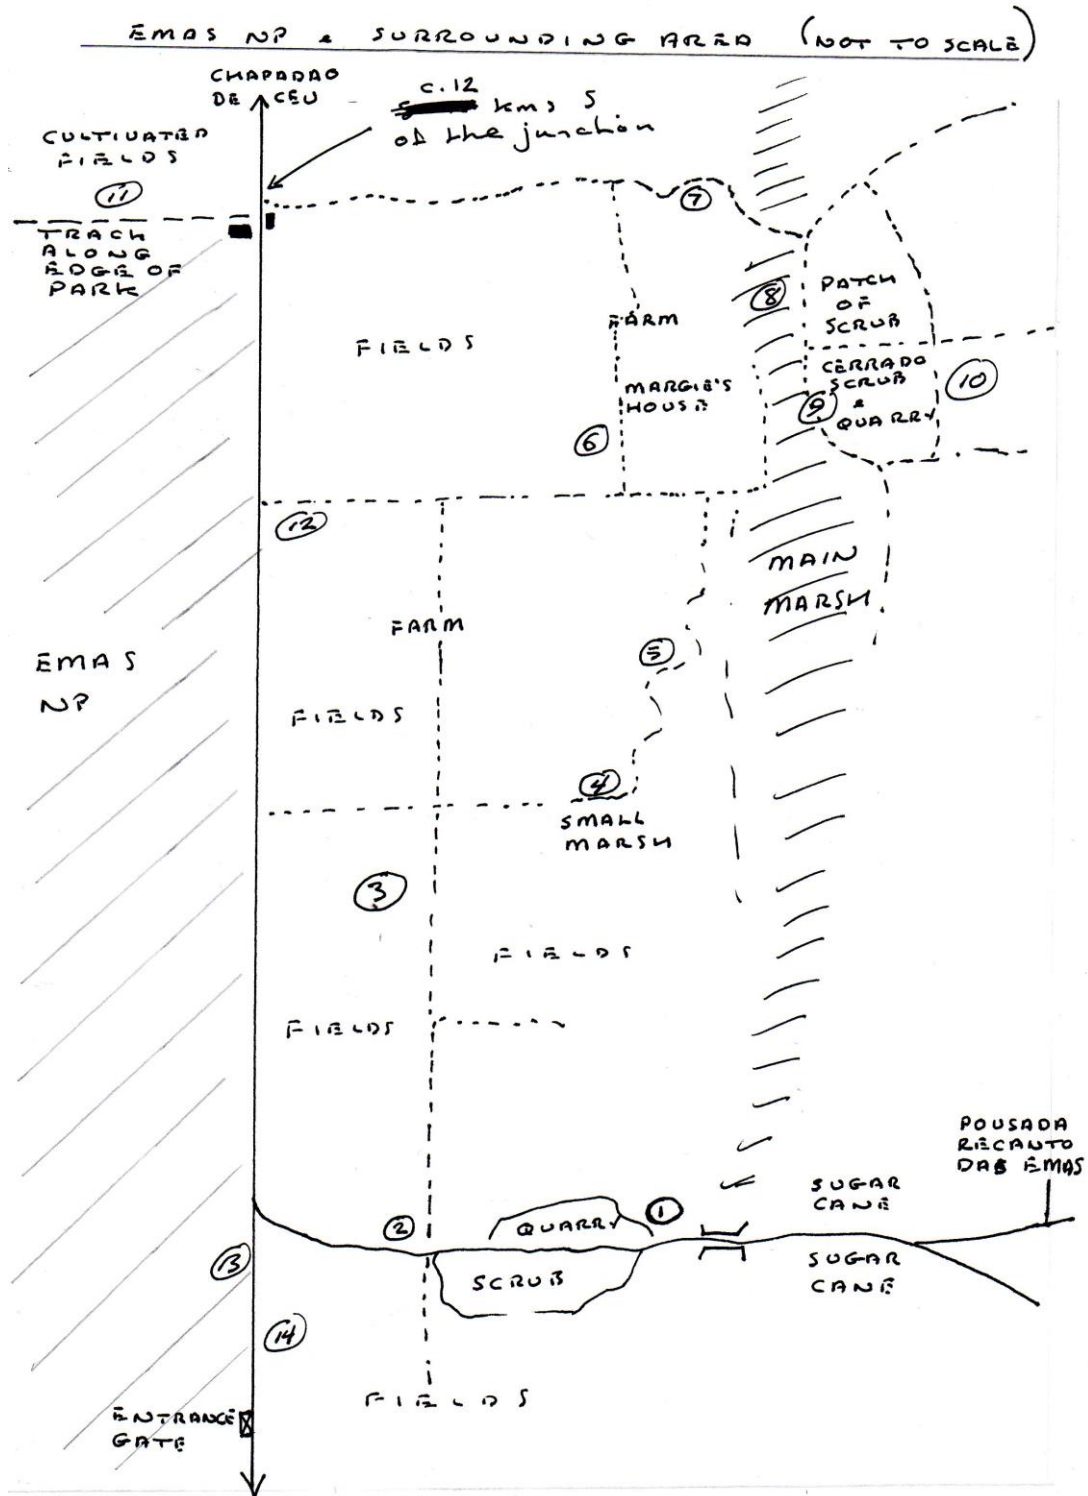 EMAS NP & SURROUNDING AREA (NOT TO SCALE)
CHAPADAO
DE CEU
c.12
kms S
of the junction
CULTIVATED
FIELDS
11
TRACK
ALONG
EDGE OF
PARK
7
8
PATCH
OF
SCRUB
FARM
FIELDS
CERRADO
SCRUB
&
QUARRY
9
10
MARGIE'S
HOUSE
6
12
MAIN
MARSH
FARM
5
EMAS
NP
FIELDS
4
SMALL
MARSH
3
FIELDS
FIELDS
POUSADA
RECANTO
DAS EMAS
SUGAR
CANE
1
QUARRY
2
13
SCRUB
SUGAR
CANE
14
FIELDS
ENTRANCE
GATE